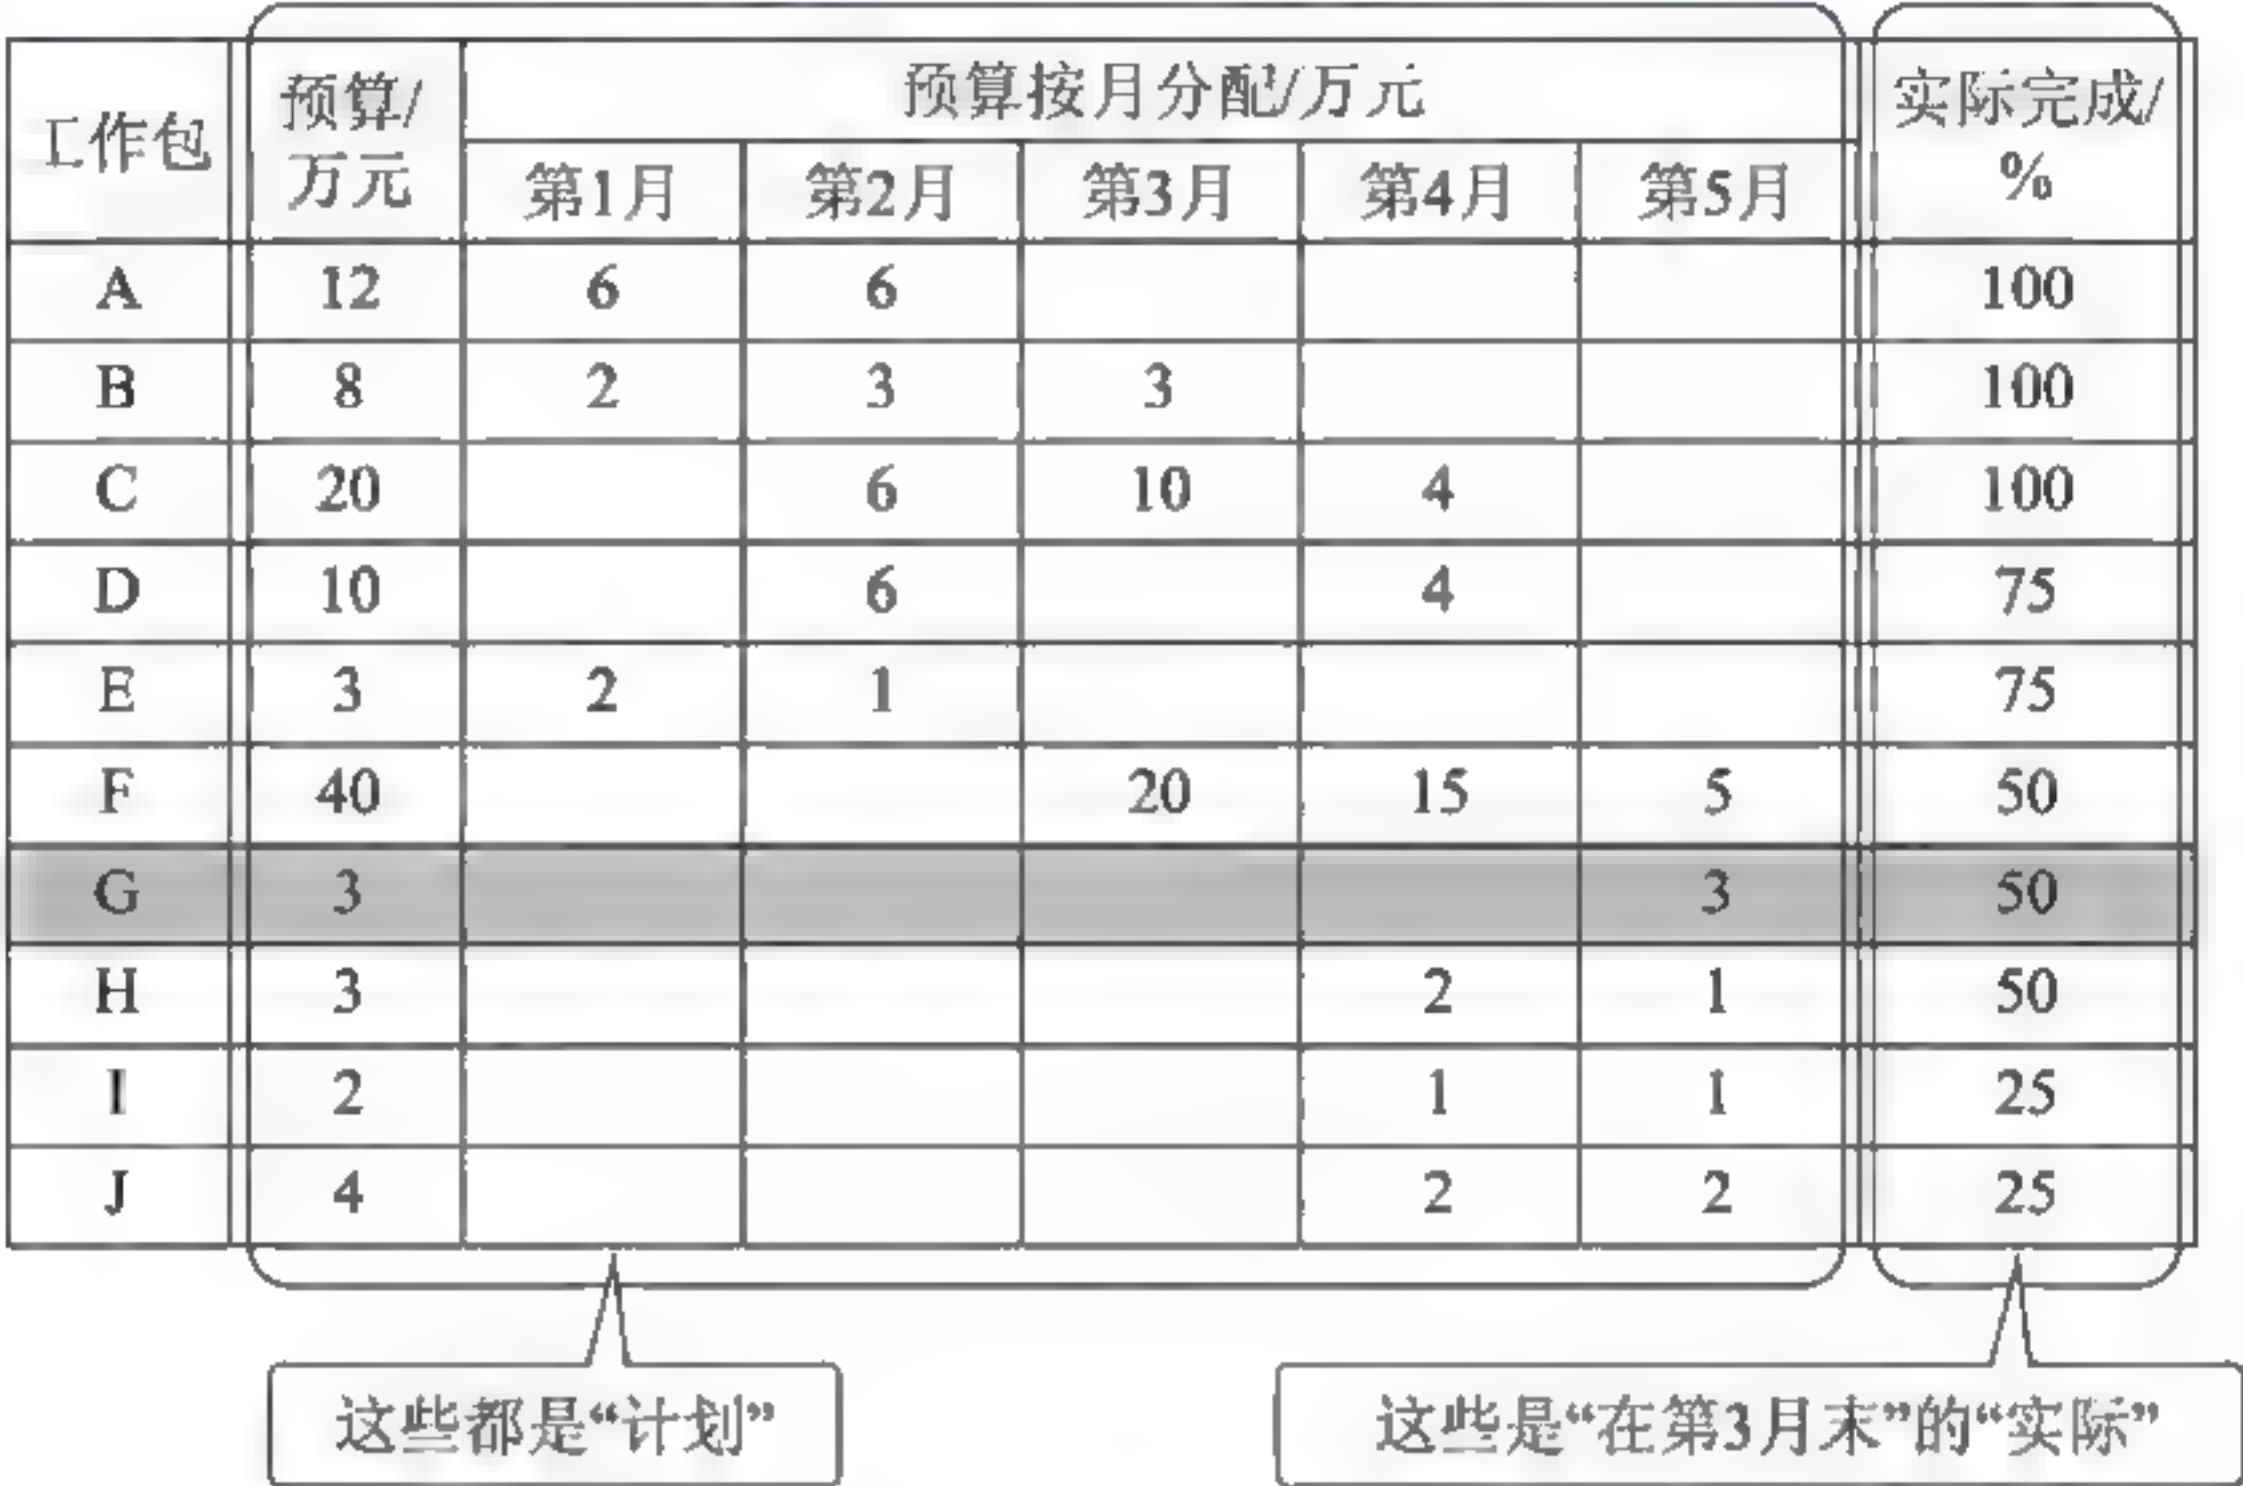 工作包 预算/万元 预算按月分配/万元 实际完成/%
第1月 第2月 第3月 第4月 第5月
A 12 6 6 100
B 8 2 3 3 100
C 20 6 10 4 100
D 10 6 4 75
E 3 2 1 75
F 40 20 15 5 50
G 3 3 50
H 3 2 1 50
I 2 1 1 25
J 4 2 2 25
这些都是“计划” 这些是“在第3月末”的“实际”